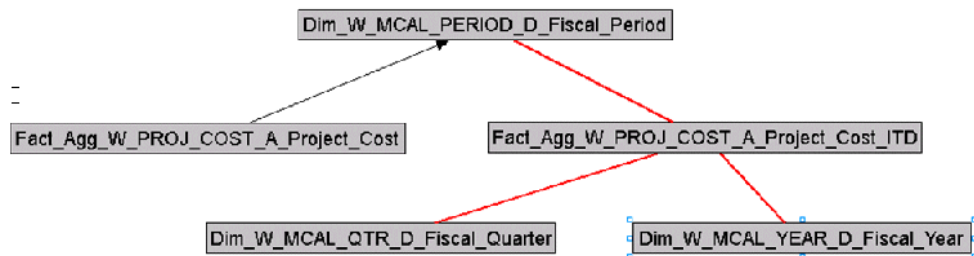 Dim_W_MCAL_PERIOD_D_Fiscal_Period
Fact_Agg_W_PROJ_COST_A_Project_Cost
Fact_Agg_W_PROJ_COST_A_Project_Cost_ITD
Dim_W_MCAL_QTR_D_Fiscal_Quarter
Dim_W_MCAL_YEAR_D_Fiscal_Year